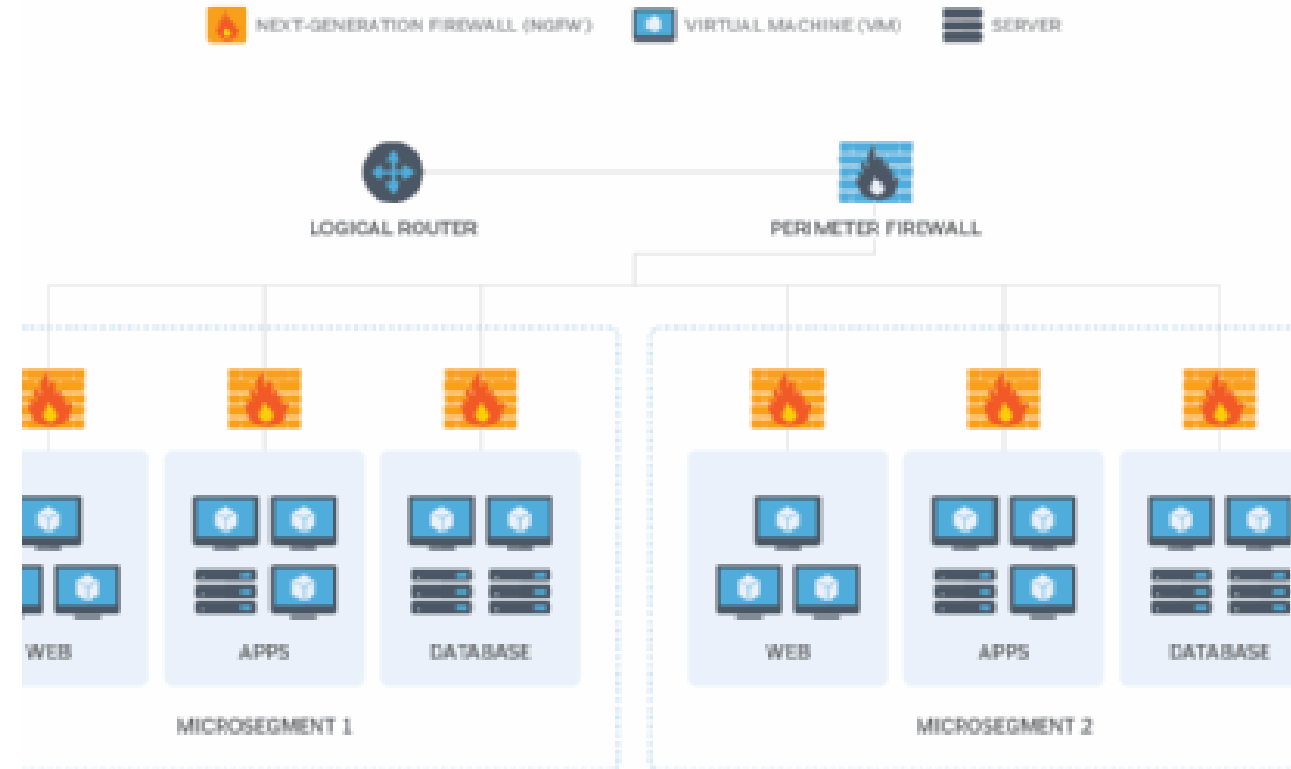 NEXT-GENERATION FIREWALL (NGFW) VIRTUAL MACHINE (VM) SERVER
LOGICAL ROUTER PERIMETER FIREWALL
WEB APPS DATABASE WEB APPS DATABASE
MICROSEGMENT 1 MICROSEGMENT 2